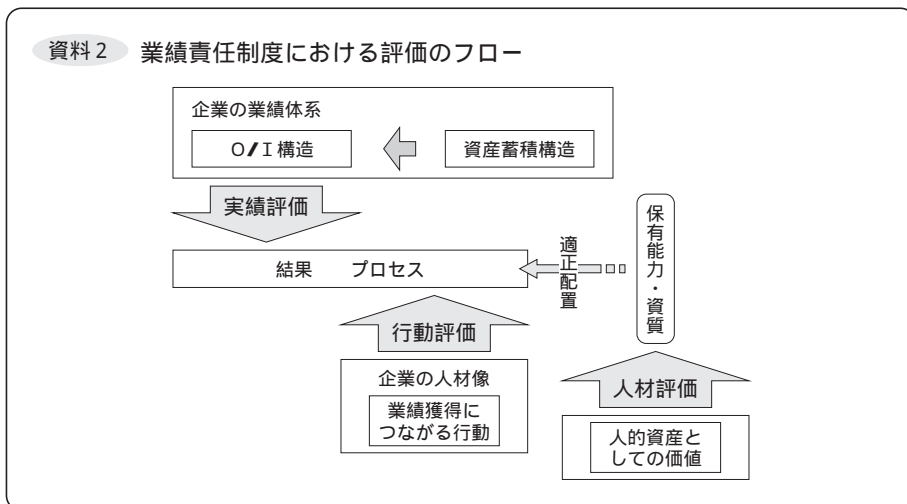 資料2 業績責任制度における評価のフロー
企業の業績体系
O/I構造
資産蓄積構造
実績評価
結果 プロセス
適正配置
保有能力・資質
行動評価
企業の人材像
業績獲得に
つながる行動
人材評価
人的資産と
しての価値